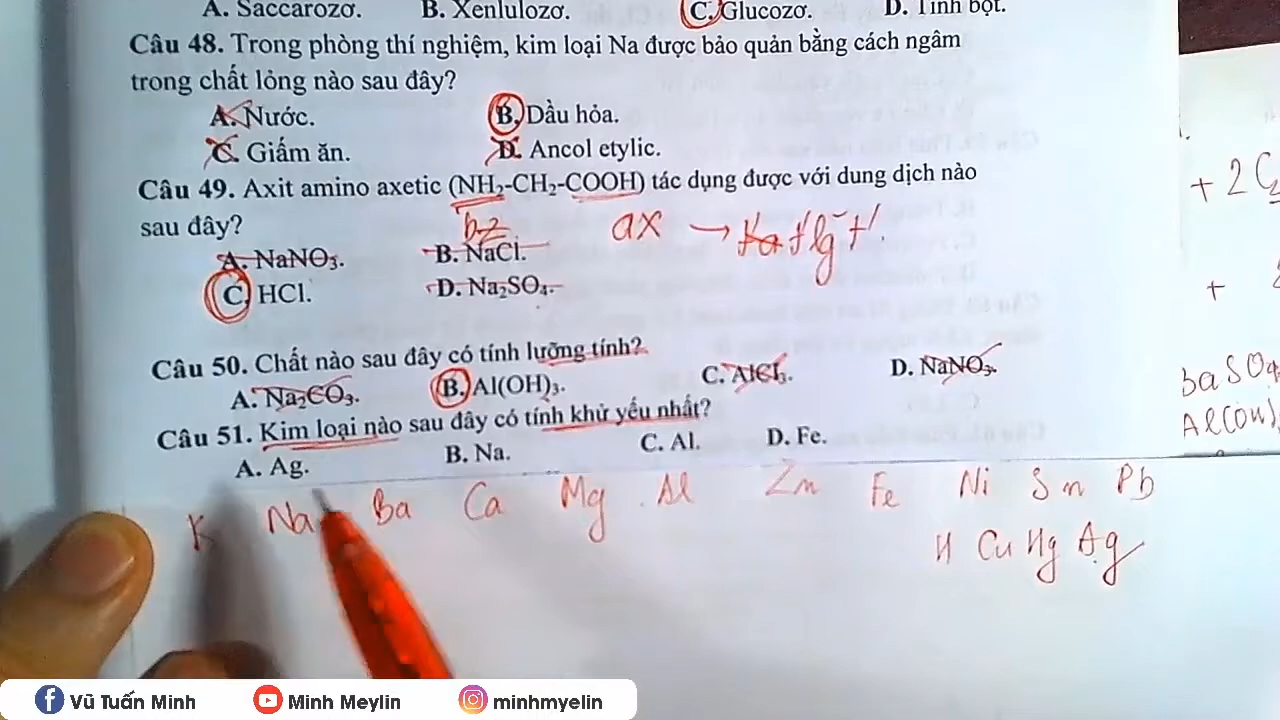 A. Saccarozơ. B. Xenlulozơ. C. Glucozơ. D. Tinh bột.
Câu 48. Trong phòng thí nghiệm, kim loại Na được bảo quản bằng cách ngâm
trong chất lỏng nào sau đây?
A. Nước. B. Dầu hỏa.
C. Giấm ăn. D. Ancol etylic.
Câu 49. Axit amino axetic (NH2-CH2-COOH) tác dụng được với dung dịch nào
sau đây?
bz ax →
A. NaNO3. B. NaCl.
C. HCl. D. Na2SO4.
Câu 50. Chất nào sau đây có tính lưỡng tính?
A. Na2CO3. B. Al(OH)3. C. AlCl3. D. NaNO3.
Câu 51. Kim loại nào sau đây có tính khử yếu nhất?
A. Ag. B. Na. C. Al. D. Fe.
K Na Ba Ca Mg Al Zn Fe Ni Sn Pb
H Cu Hg Ag
+ 2C
+
BaSO4
Al(OH)
Vũ Tuấn Minh Minh Meylin minhmyelin